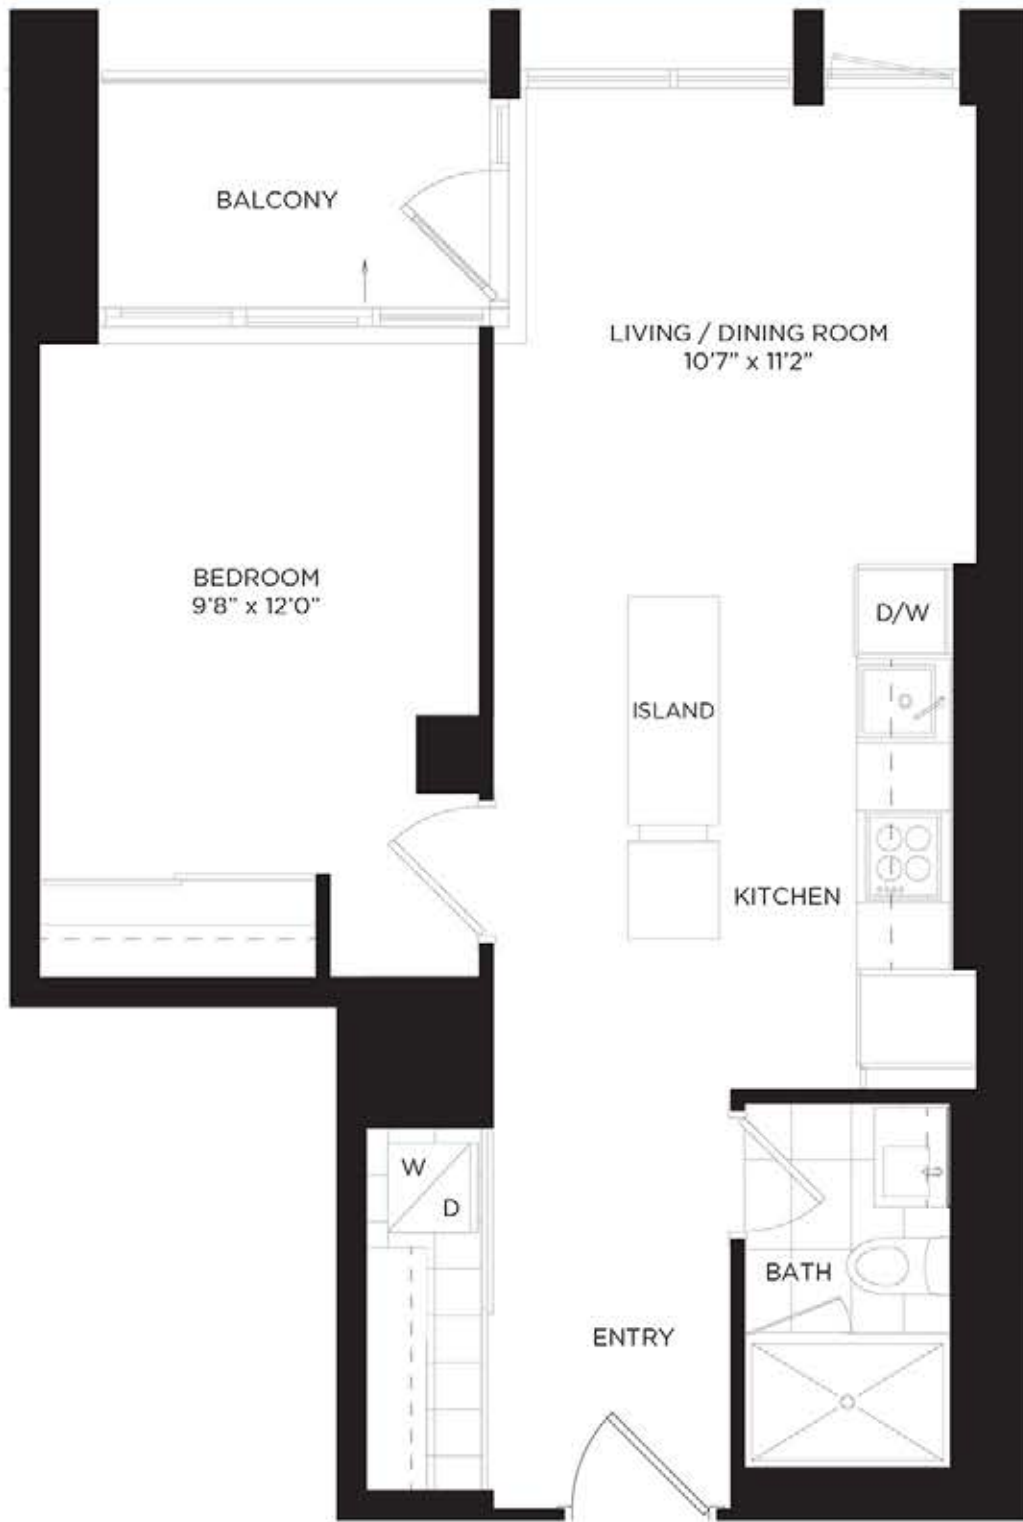 BALCONY
LIVING / DINING ROOM
10'7" x 11'2"
BEDROOM
9'8" x 12'0"
D/W
ISLAND
KITCHEN
W
D
BATH
ENTRY